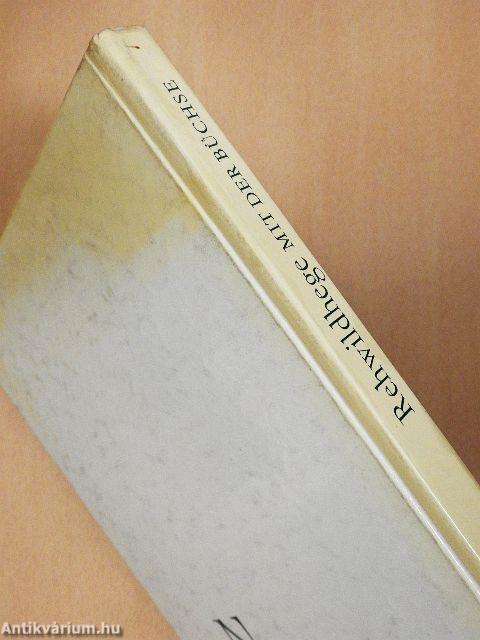 Rehwildhege MIT DER BÜCHSE
N
Antikvárium.hu